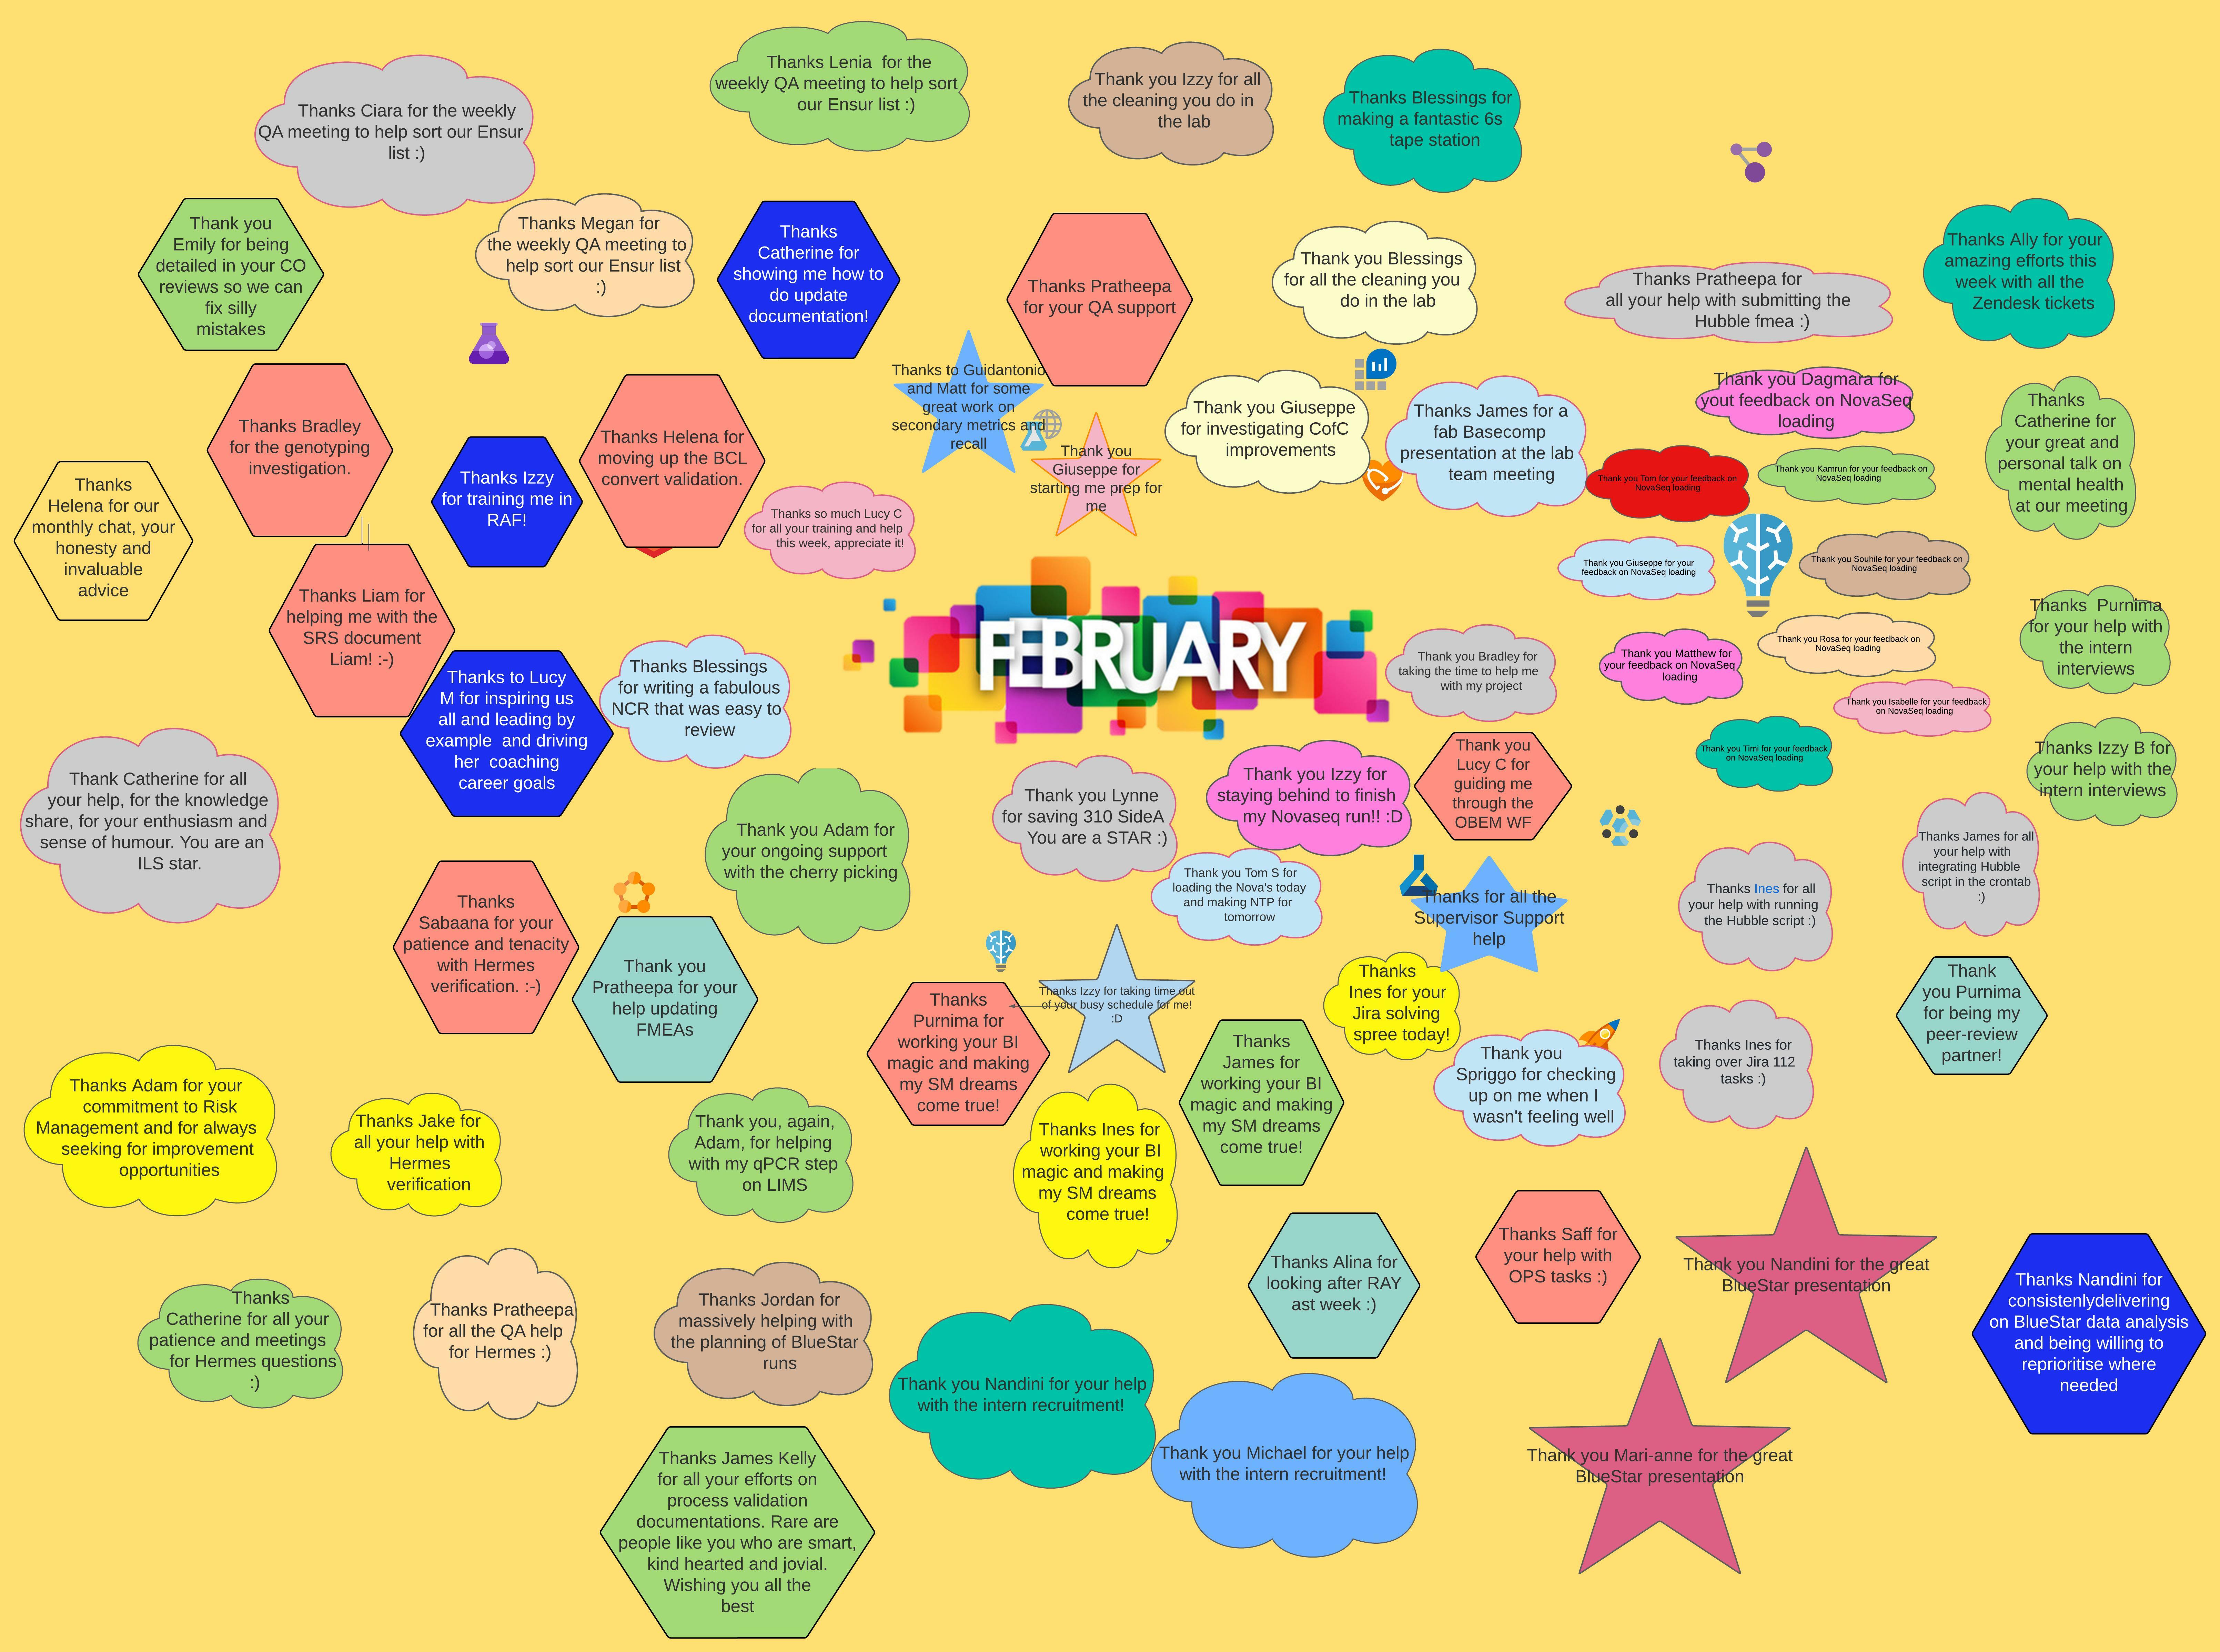 Thanks Ciara for the weekly
QA meeting to help sort our Ensur
list :)
Thanks Lenia  for the
weekly QA meeting to help sort
our Ensur list :)
Thank you Izzy for all
the cleaning you do in
the lab
Thanks Blessings for
making a fantastic 6s
tape station
Thank you
Emily for being
detailed in your CO
reviews so we can
fix silly
mistakes
Thanks Megan for
the weekly QA meeting to
help sort our Ensur list
:)
Thanks
Catherine for
showing me how to
do update
documentation!
Thanks Pratheepa
for your QA support
Thank you Blessings
for all the cleaning you
do in the lab
Thanks Pratheepa for
all your help with submitting the
Hubble fmea :)
Thanks Ally for your
amazing efforts this
week with all the
Zendesk tickets
Thanks Bradley
for the genotyping
investigation.
Thanks Izzy
for training me in
RAF!
Thanks Helena for
moving up the BCL
convert validation.
Thanks to Guidantonio
and Matt for some
great work on
secondary metrics and
recall
Thank you
Giuseppe for
starting me prep for
me
Thank you Giuseppe
for investigating CofC
improvements
Thanks James for a
fab Basecomp
presentation at the lab
team meeting
Thank you Dagmara for
yout feedback on NovaSeq
loading
Thanks
Catherine for
your great and
personal talk on
mental health
at our meeting
Thank you Tom for your feedback on
NovaSeq loading
Thank you Kamrun for your feedback on
NovaSeq loading
Thanks
Helena for our
monthly chat, your
honesty and
invaluable
advice
Thanks so much Lucy C
for all your training and help
this week, appreciate it!
Thank you Giuseppe for your
feedback on NovaSeq loading
Thank you Souhile for your feedback on
NovaSeq loading
Thanks Liam for
helping me with the
SRS document
Liam! :-)
FEBRUARY
Thanks  Purnima
for your help with
the intern
interviews
Thanks to Lucy
M for inspiring us
all and leading by
example  and driving
her  coaching
career goals
Thanks Blessings
for writing a fabulous
NCR that was easy to
review
Thank you Bradley for
taking the time to help me
with my project
Thank you Matthew for
your feedback on NovaSeq
loading
Thank you Rosa for your feedback on
NovaSeq loading
Thank you Isabelle for your feedback
on NovaSeq loading
Thank you Timi for your feedback
on NovaSeq loading
Thanks Izzy B for
your help with the
intern interviews
Thank Catherine for all
your help, for the knowledge
share, for your enthusiasm and
sense of humour. You are an
ILS star.
Thank you Adam for
your ongoing support
with the cherry picking
Thank you Lynne
for saving 310 SideA
You are a STAR :)
Thank you Izzy for
staying behind to finish
my Novaseq run!! :D
Thank you
Lucy C for
guiding me
through the
OBEM WF
Thank you Tom S for
loading the Nova's today
and making NTP for
tomorrow
Thanks for all the
Supervisor Support
help
Thanks Ines for all
your help with running
the Hubble script :)
Thanks James for all
your help with
integrating Hubble
script in the crontab
:)
Thanks
Sabaana for your
patience and tenacity
with Hermes
verification. :-)
Thank you
Pratheepa for your
help updating
FMEAs
Thanks
Purnima for
working your BI
magic and making
my SM dreams
come true!
Thanks Izzy for taking time out
of your busy schedule for me!
:D
Thanks
James for
working your BI
magic and making
my SM dreams
come true!
Thanks
Ines for your
Jira solving
spree today!
Thank you
Spriggo for checking
up on me when I
wasn't feeling well
Thanks Ines for
taking over Jira 112
tasks :)
Thank
you Purnima
for being my
peer-review
partner!
Thanks Adam for your
commitment to Risk
Management and for always
seeking for improvement
opportunities
Thanks Jake for
all your help with
Hermes
verification
Thank you, again,
Adam, for helping
with my qPCR step
on LIMS
Thanks Ines for
working your BI
magic and making
my SM dreams
come true!
Thanks Alina for
looking after RAY
ast week :)
Thanks Saff for
your help with
OPS tasks :)
Thank you Nandini for the great
BlueStar presentation
Thanks Nandini for
consistenlydelivering
on BlueStar data analysis
and being willing to
reprioritise where
needed
Thanks
Catherine for all your
patience and meetings
for Hermes questions
:)
Thanks Pratheepa
for all the QA help
for Hermes :)
Thanks Jordan for
massively helping with
the planning of BlueStar
runs
Thank you Nandini for your help
with the intern recruitment!
Thank you Michael for your help
with the intern recruitment!
Thank you Mari-anne for the great
BlueStar presentation
Thanks James Kelly
for all your efforts on
process validation
documentations. Rare are
people like you who are smart,
kind hearted and jovial.
Wishing you all the
best